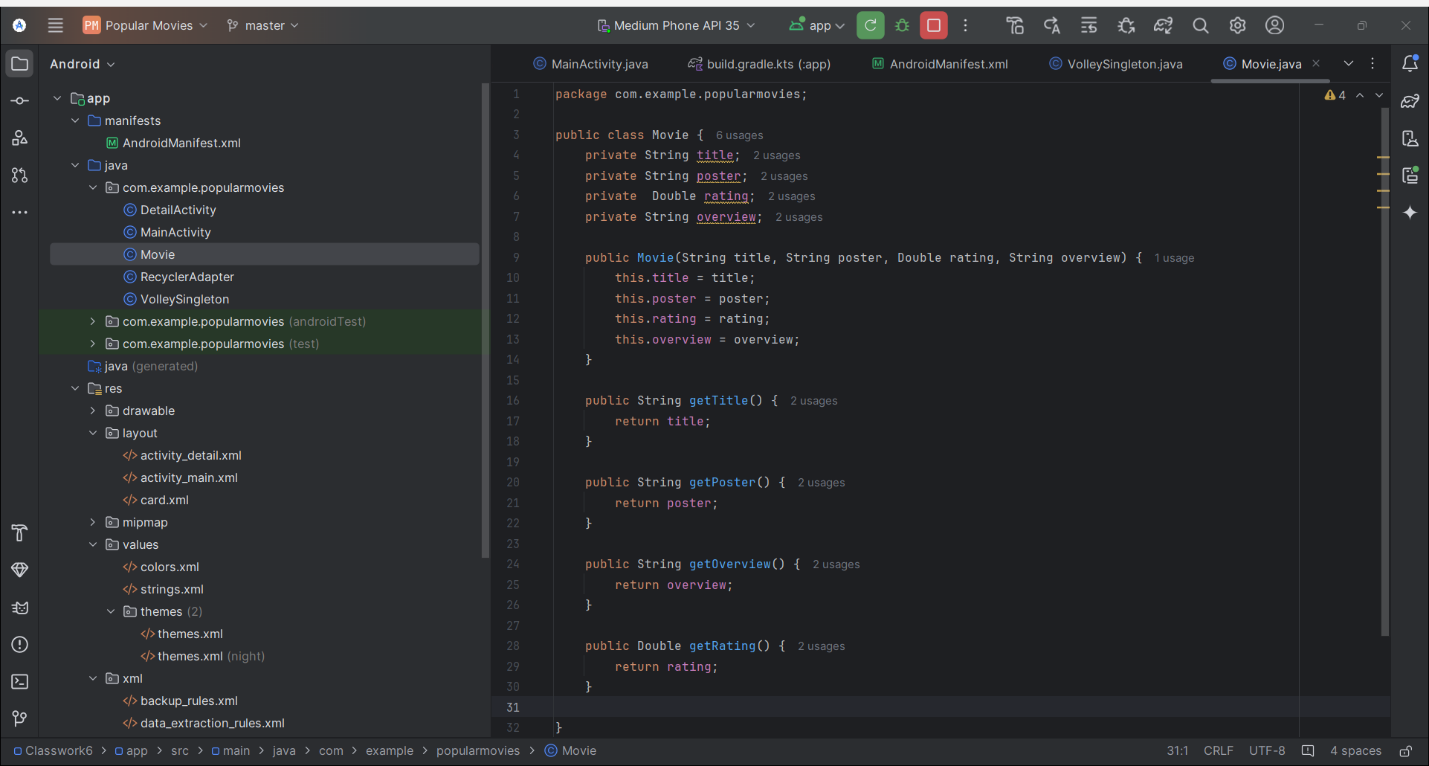 PM Popular Movies master Medium Phone API 35 app
Android
MainActivity.java build.gradle.kts (:app) AndroidManifest.xml VolleySingleton.java Movie.java
app
manifests
AndroidManifest.xml
java
com.example.popularmovies
DetailActivity
MainActivity
Movie
RecyclerAdapter
VolleySingleton
com.example.popularmovies (androidTest)
com.example.popularmovies (test)
java (generated)
res
drawable
layout
activity_detail.xml
activity_main.xml
card.xml
mipmap
values
colors.xml
strings.xml
themes (2)
themes.xml
themes.xml (night)
xml
backup_rules.xml
data_extraction_rules.xml
4
1 package com.example.popularmovies;
2
3 public class Movie { 6 usages
4 private String title; 2 usages
5 private String poster; 2 usages
6 private  Double rating; 2 usages
7 private String overview; 2 usages
8
9 public Movie(String title, String poster, Double rating, String overview) { 1 usage
10 this.title = title;
11 this.poster = poster;
12 this.rating = rating;
13 this.overview = overview;
14 }
15
16 public String getTitle() { 2 usages
17 return title;
18 }
19
20 public String getPoster() { 2 usages
21 return poster;
22 }
23
24 public String getOverview() { 2 usages
25 return overview;
26 }
27
28 public Double getRating() { 2 usages
29 return rating;
30 }
31
32 }
Classwork6 > app > src > main > java > com > example > popularmovies > Movie 31:1 CRLF UTF-8 4 spaces